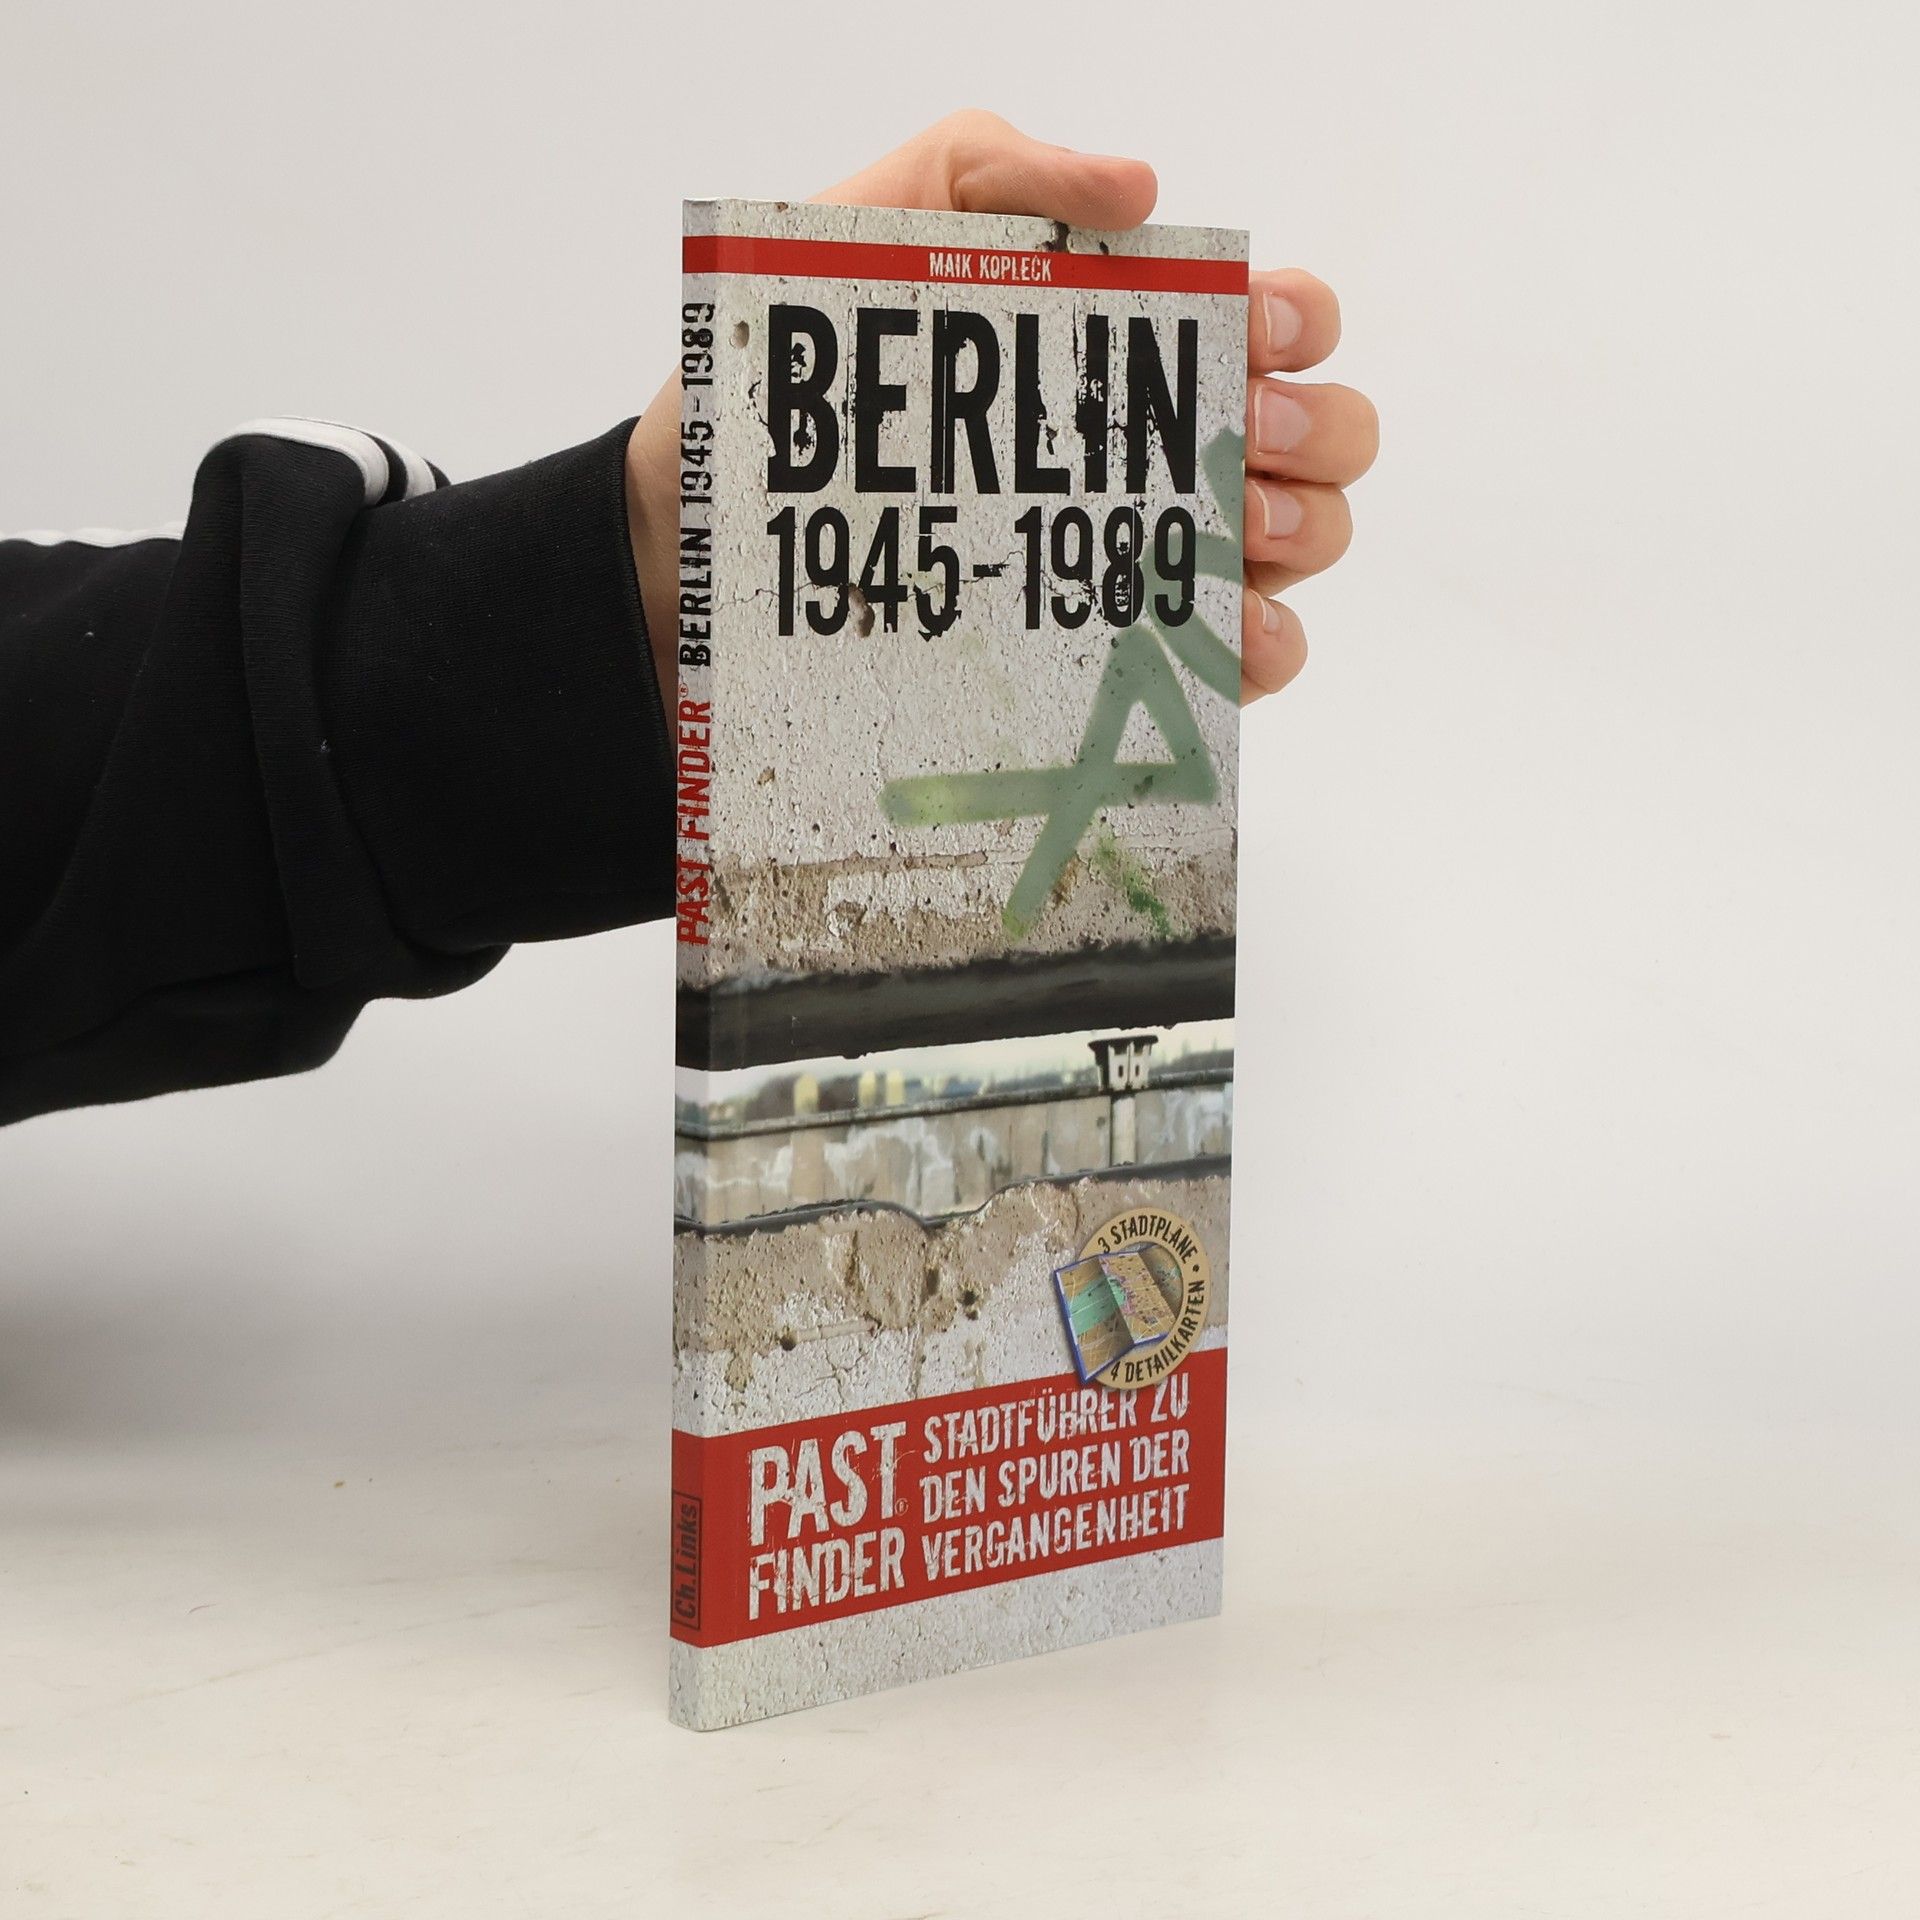 MAIK KOPLECK
BERLIN
1945-1989
3 STADTPLÄNE •
4 DETAILKARTEN
PAST
FINDER®
STADTFÜHRER ZU
DEN SPUREN DER
VERGANGENHEIT
PAST FINDER® BERLIN 1945-1989
Ch.Links